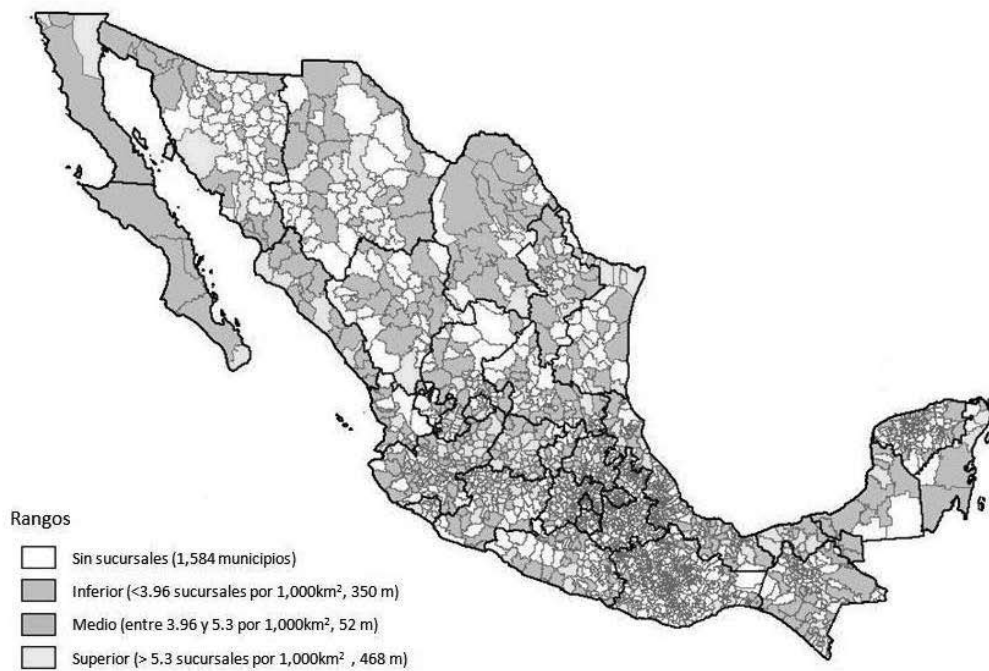 Rangos
Sin sucursales (1,584 municipios)
Inferior (<3.96 sucursales por 1,000km², 350 m)
Medio (entre 3.96 y 5.3 por 1,000km², 52 m)
Superior (> 5.3 sucursales por 1,000km² , 468 m)